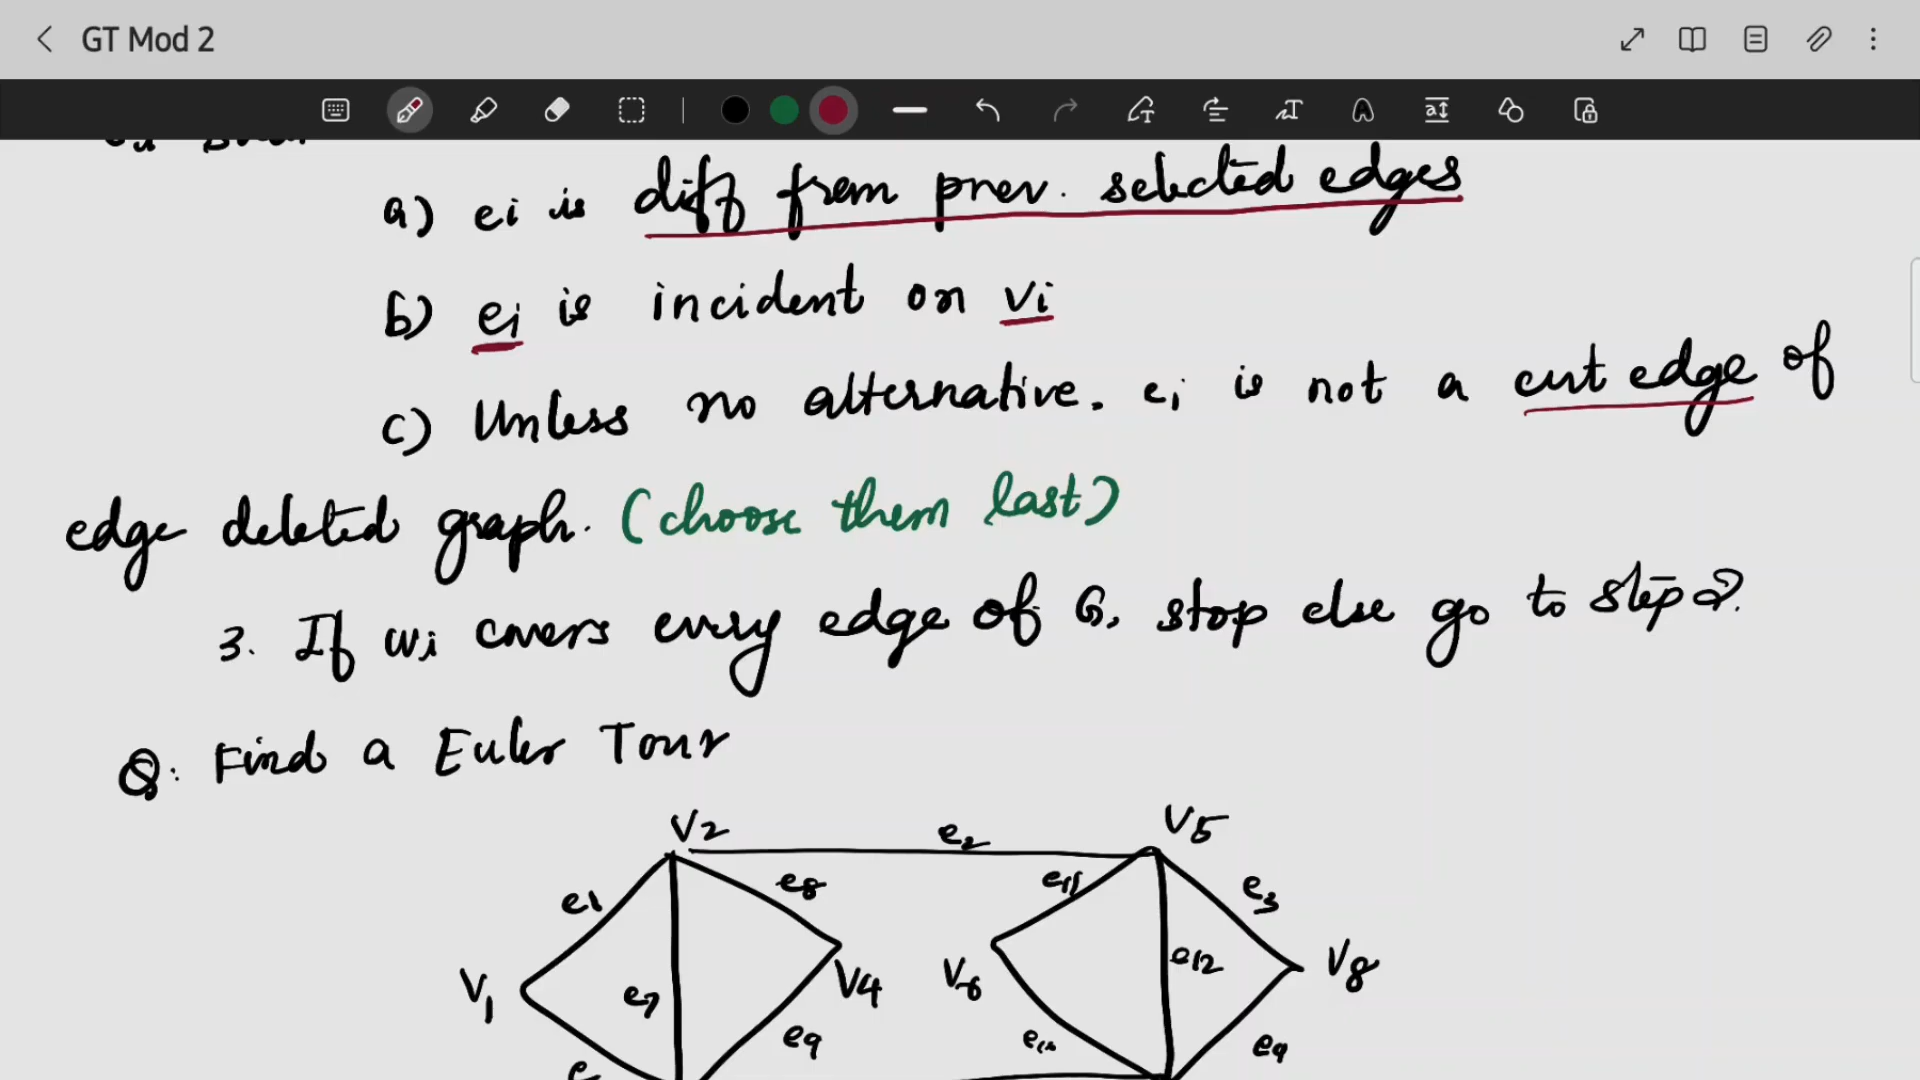 GT Mod 2
a) ei is diff from prev. selected edges
b) ei is incident on vi
c) Unless no alternative. ei is not a cut edge of
edge deleted graph. (choose them last)
3. If wi covers every edge of G, stop else go to step 2.
Q: Find a Euler Tour
V2 e2 V5
e1 e8 e11 e3
V1 e7 V4 V6 e12 V8
e9